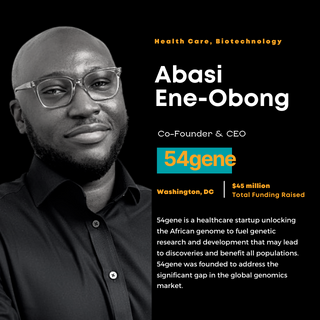 Health Care, Biotechnology
Abasi
Ene-Obong
Co-Founder & CEO
54gene
Washington, DC
$45 million
Total Funding Raised
54gene is a healthcare startup unlocking
the African genome to fuel genetic
research and development that may lead
to discoveries and benefit all populations.
54gene was founded to address the
significant gap in the global genomics
market.